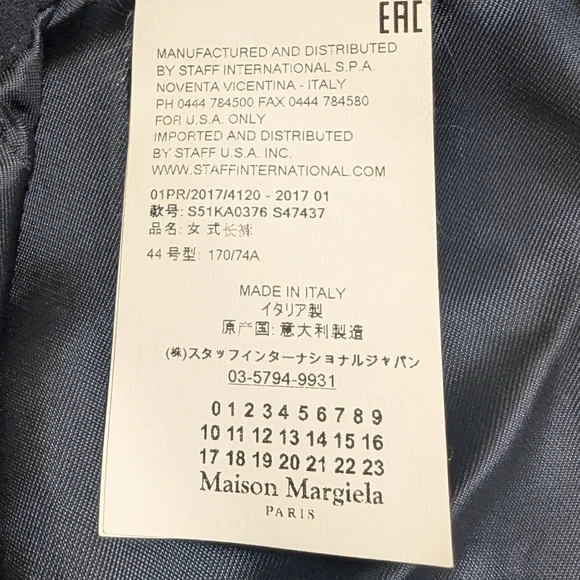 EAC
MANUFACTURED AND DISTRIBUTED
BY STAFF INTERNATIONAL S.P.A.
NOVENTA VICENTINA - ITALY
PH 0444 784500 FAX 0444 784580
FOR U.S.A. ONLY
IMPORTED AND DISTRIBUTED
BY STAFF U.S.A. INC.
WWW.STAFFINTERNATIONAL.COM
01PR/2017/4120 - 2017 01
款号: S51KA0376 S47437
品名: 女 式长裤
44 号型: 170/74A
MADE IN ITALY
イタリア製
原产国: 意大利製造
(株)スタッフインターナショナルジャパン
03-5794-9931
0 1 2 3 4 5 6 7 8 9
10 11 12 13 14 15 16
17 18 19 20 21 22 23
Maison Margiela
PARIS